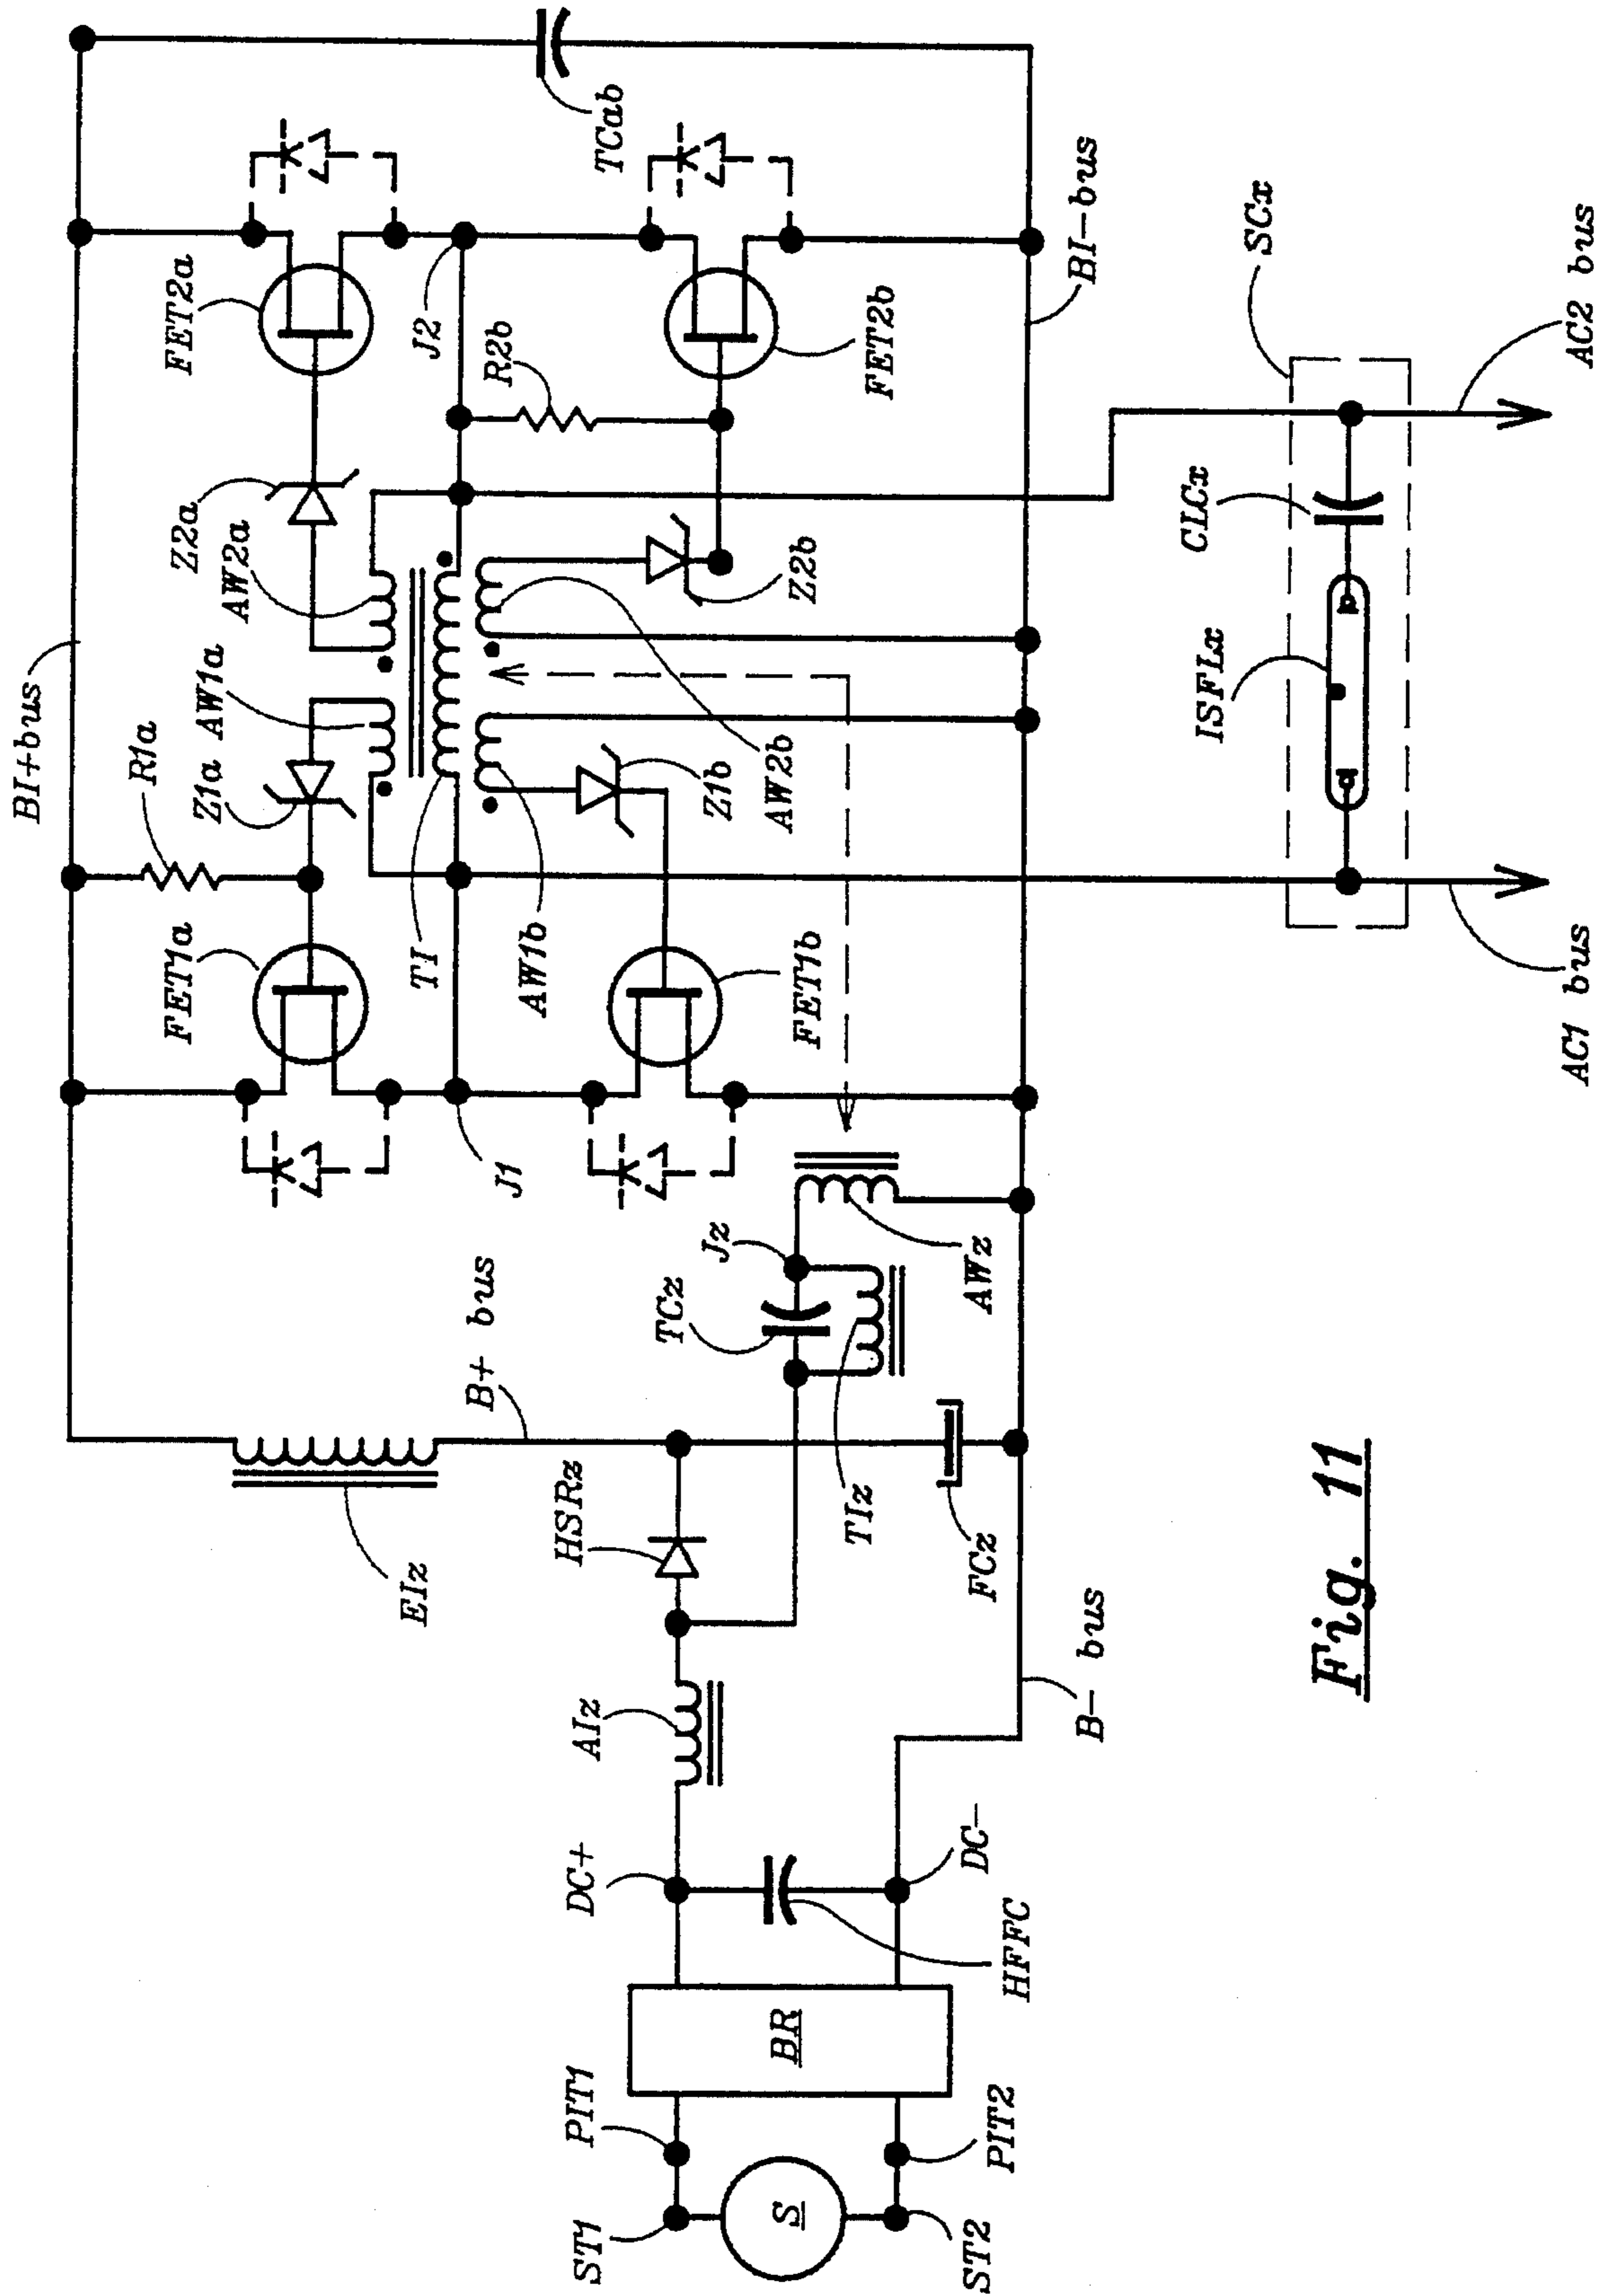 BI+bus
R1a
Z1a
AW1a
AW2a
Z2a
FET1a
FET2a
J1
TI
AW1b
J2
R2b
TCab
FET1b
Z1b
AW2b
Z2b
FET2b
BI-bus
EIz
B+ bus
HSRz
TCz
Jz
AIz
TIz
AWz
FCz
B- bus
DC+
DC-
HFFC
BR
PIT1
PIT2
S
ST1
ST2
SCx
ISFLx
CLCx
AC1 bus
AC2 bus
Fig. 11